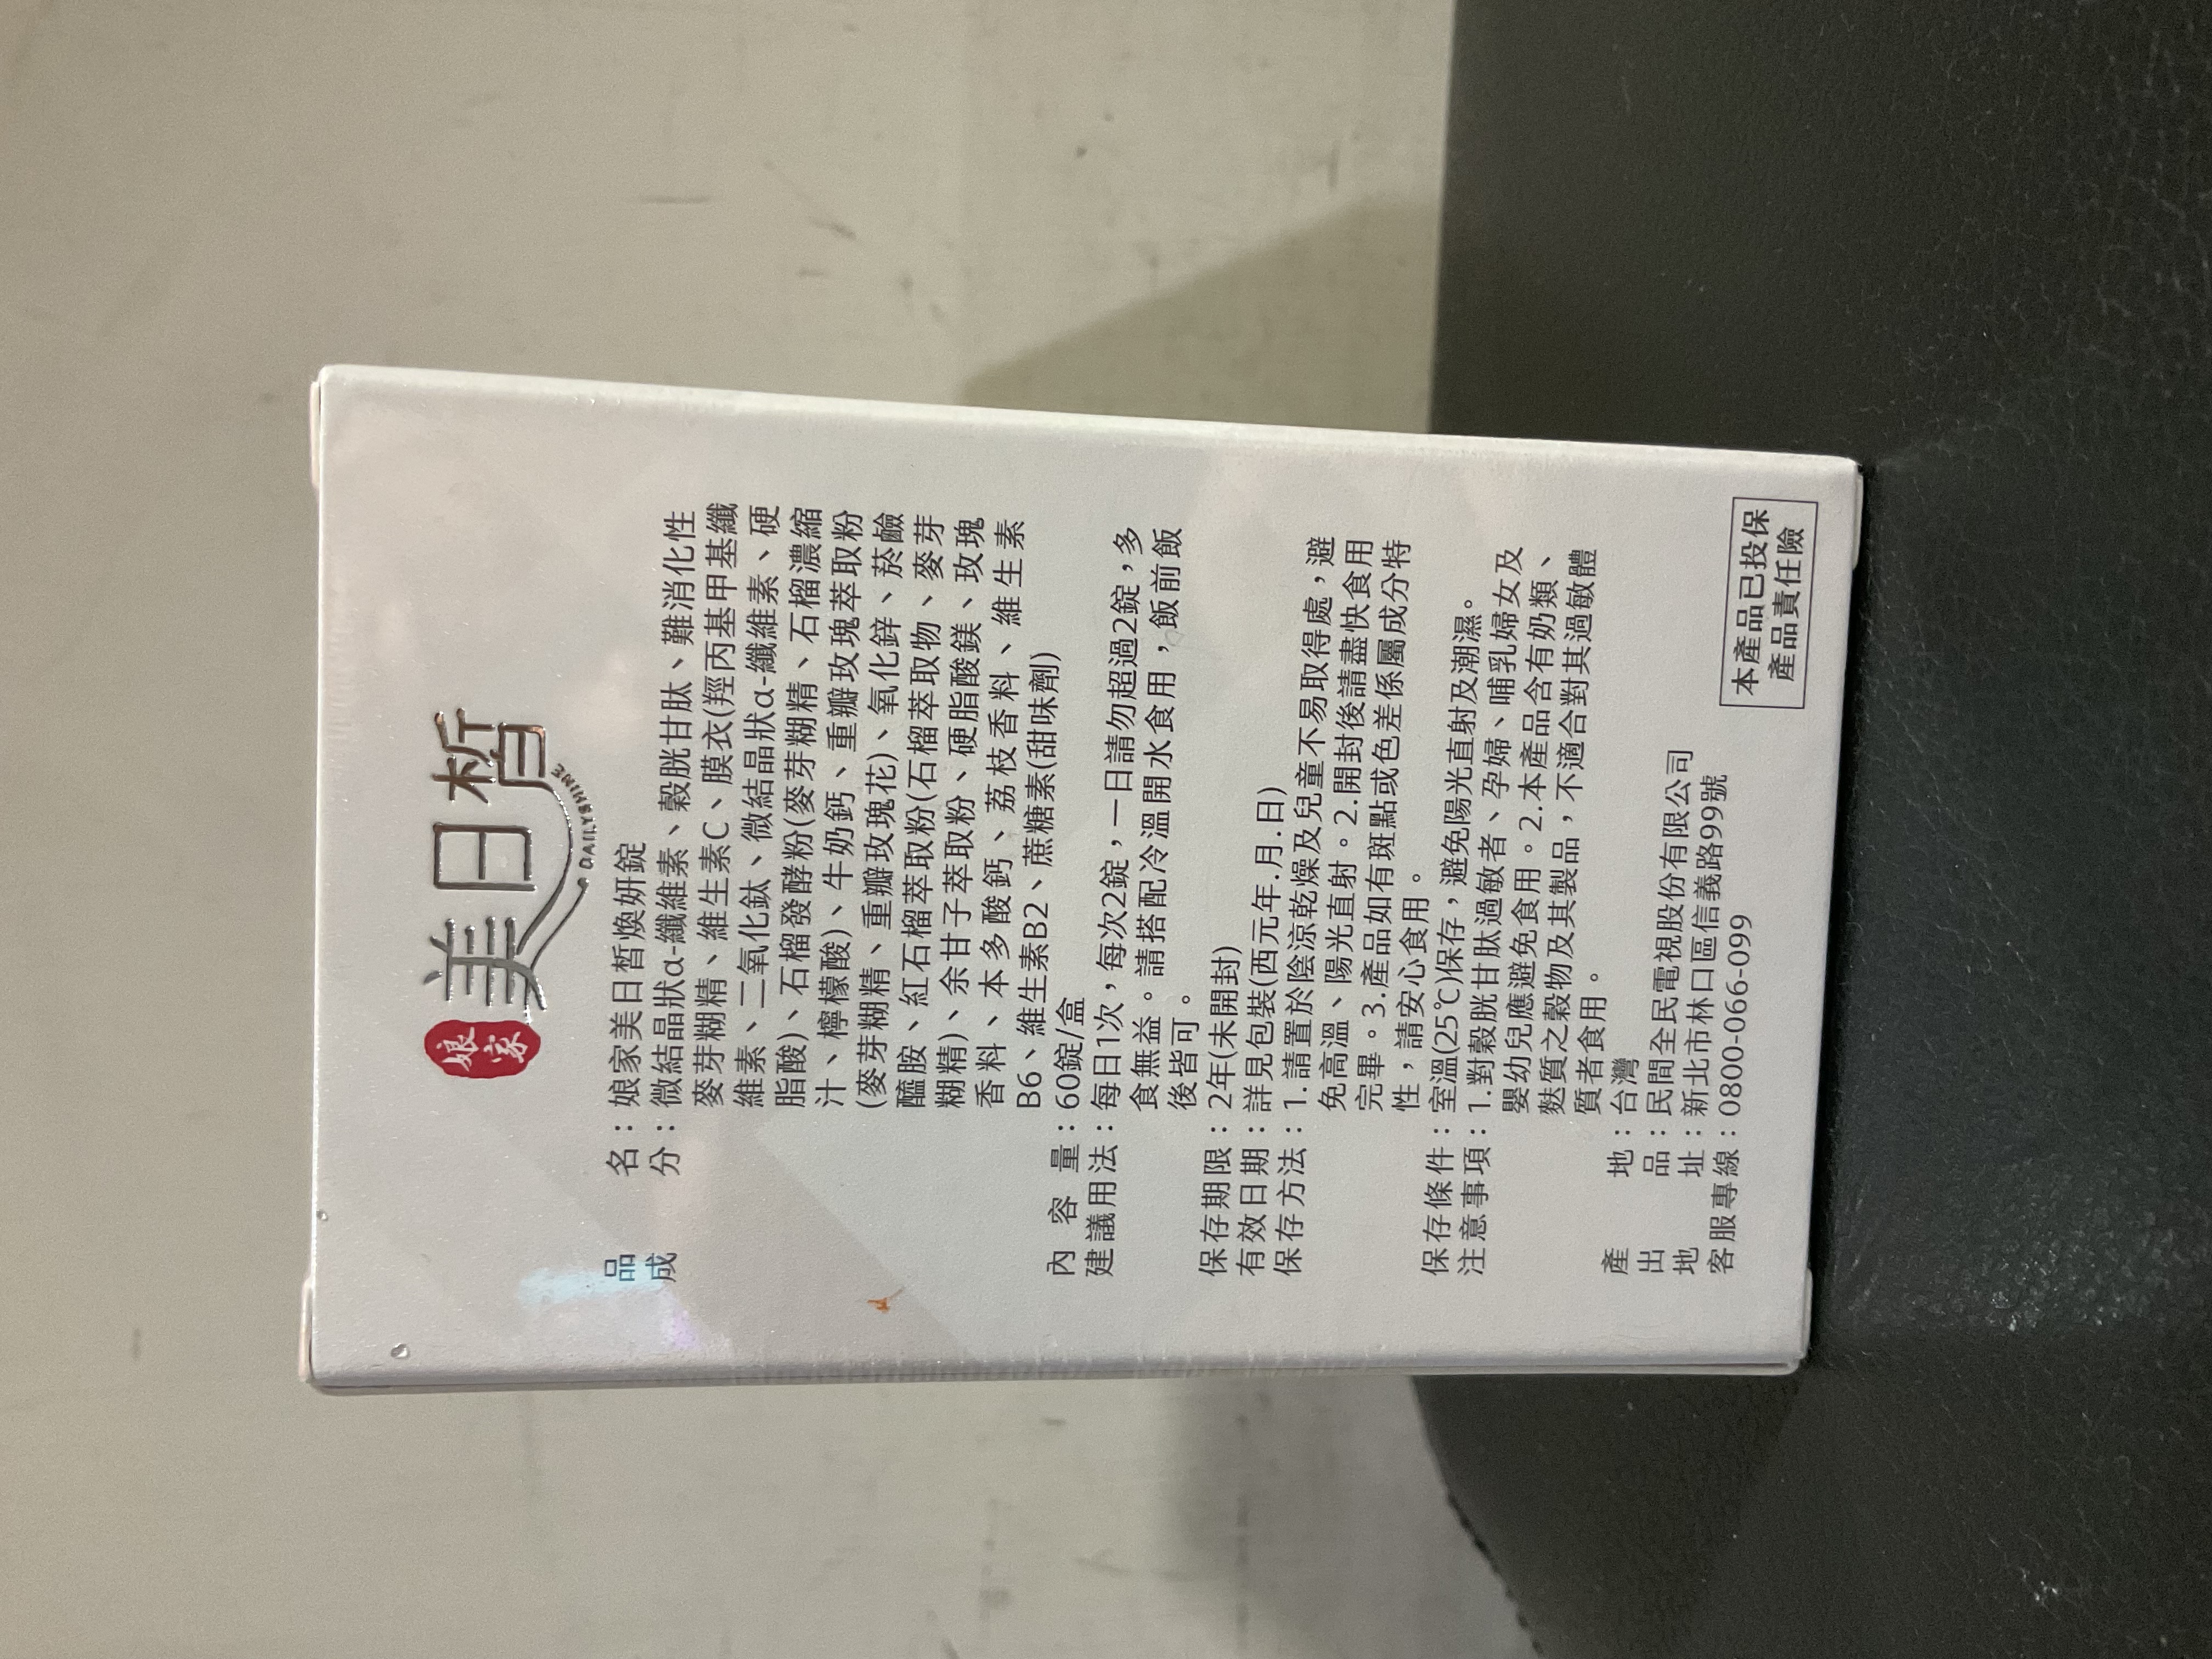 娘家
美日晳
DAILY'S MINE
品名：娘家美日晳煥妍錠
成分：微結晶狀α-纖維素、穀胱甘肽、難消化性
麥芽糊精、維生素C、膜衣(羥丙基甲基纖
維素、二氧化鈦、微結晶狀α-纖維素、硬
脂酸)、石榴發酵粉(麥芽糊精、石榴濃縮
汁、檸檬酸)、牛奶鈣、重瓣玫瑰萃取粉
(麥芽糊精、重瓣玫瑰花)、氧化鋅、菸鹼
醯胺、紅石榴萃取粉(石榴萃取物、麥芽
糊精)、余甘子萃取粉、硬脂酸鎂、玫瑰
香料、本多酸鈣、荔枝香料、維生素
B6、維生素B2、蔗糖素(甜味劑)
內容量：60錠/盒
建議用法：每日1次，每次2錠，一日請勿超過2錠，多
食無益。請搭配冷溫開水食用，飯前飯
後皆可。
保存期限：2年(未開封)
有效日期：詳見包裝(西元年.月.日)
保存方法：1.請置於陰涼乾燥及兒童不易取得處，避
免高溫、陽光直射。2.開封後請盡快食用
完畢。3.產品如有斑點或色差係屬成分特
性，請安心食用。
保存條件：室溫(25℃)保存，避免陽光直射及潮濕。
注意事項：1.對穀胱甘肽過敏者、孕婦、哺乳婦女及
嬰幼兒應避免食用。2.本產品含有奶類、
麩質之穀物及其製品，不適合對其過敏體
質者食用。
產地：台灣
出品：民間全民電視股份有限公司
地址：新北市林口區信義路99號
客服專線：0800-066-099
本產品已投保
產品責任險